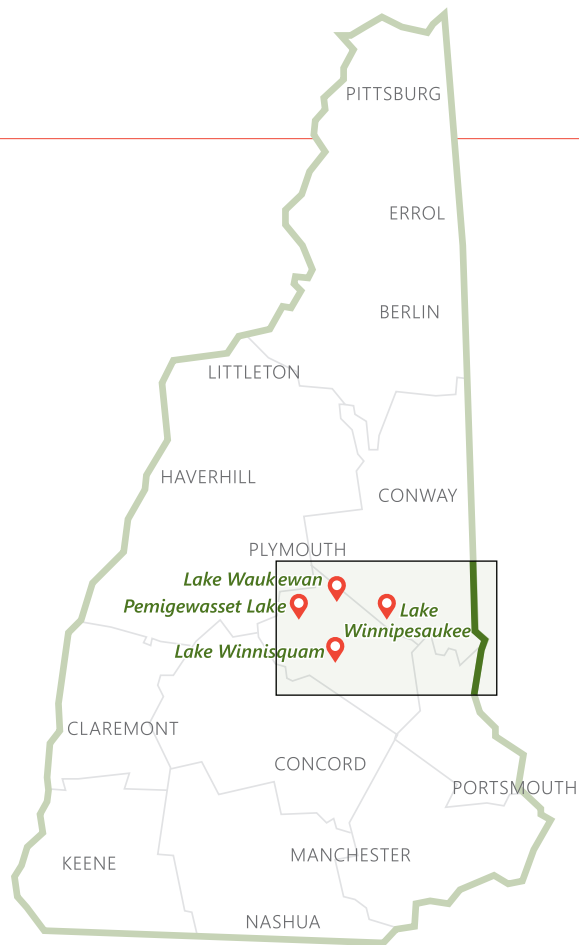 PITTSBURG
ERROL
BERLIN
LITTLETON
HAVERHILL
CONWAY
PLYMOUTH
Lake Waukewan
Pemigewasset Lake
Lake
Winnipesaukee
Lake Winnisquam
CLAREMONT
CONCORD
PORTSMOUTH
MANCHESTER
KEENE
NASHUA